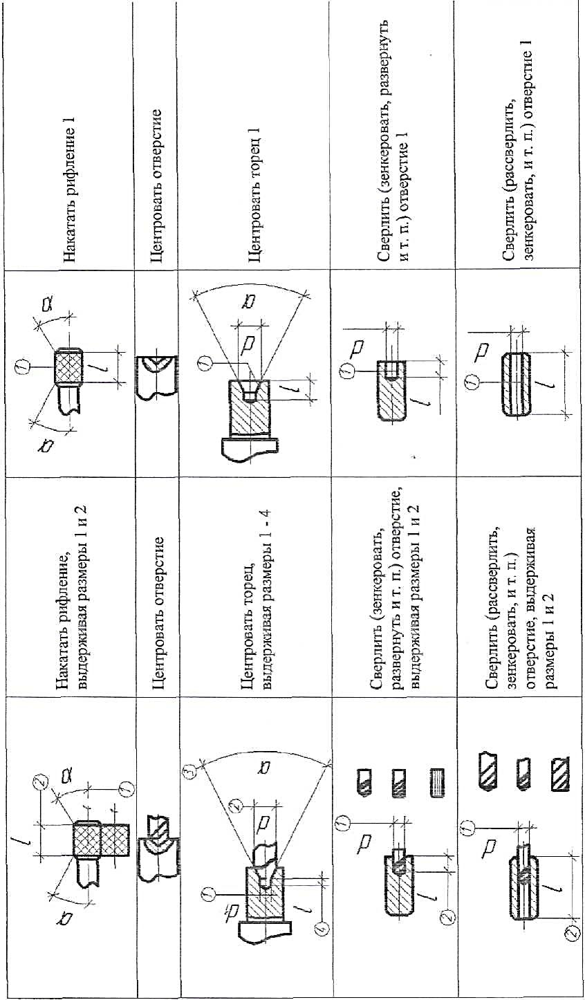 α
l
2
α
1
Накатать рифление,
выдерживая размеры 1 и 2
α
1
l
α
Накатать рифление 1
Центровать отверстие
Центровать отверстие
1
d
2
d
3
α
l
4
Центровать торец,
выдерживая размеры 1 - 4
1
d
l
α
Центровать торец 1
d
1
l
2
Сверлить (зенкеровать,
развернуть и т. п.) отверстие,
выдерживая размеры 1 и 2
1
d
l
Сверлить (зенкеровать, развернуть
и т. п.) отверстие 1
d
1
l
2
Сверлить (рассверлить,
зенкеровать, и т. п.)
отверстие, выдерживая
размеры 1 и 2
1
d
l
Сверлить (рассверлить,
зенкеровать, и т. п.) отверстие 1